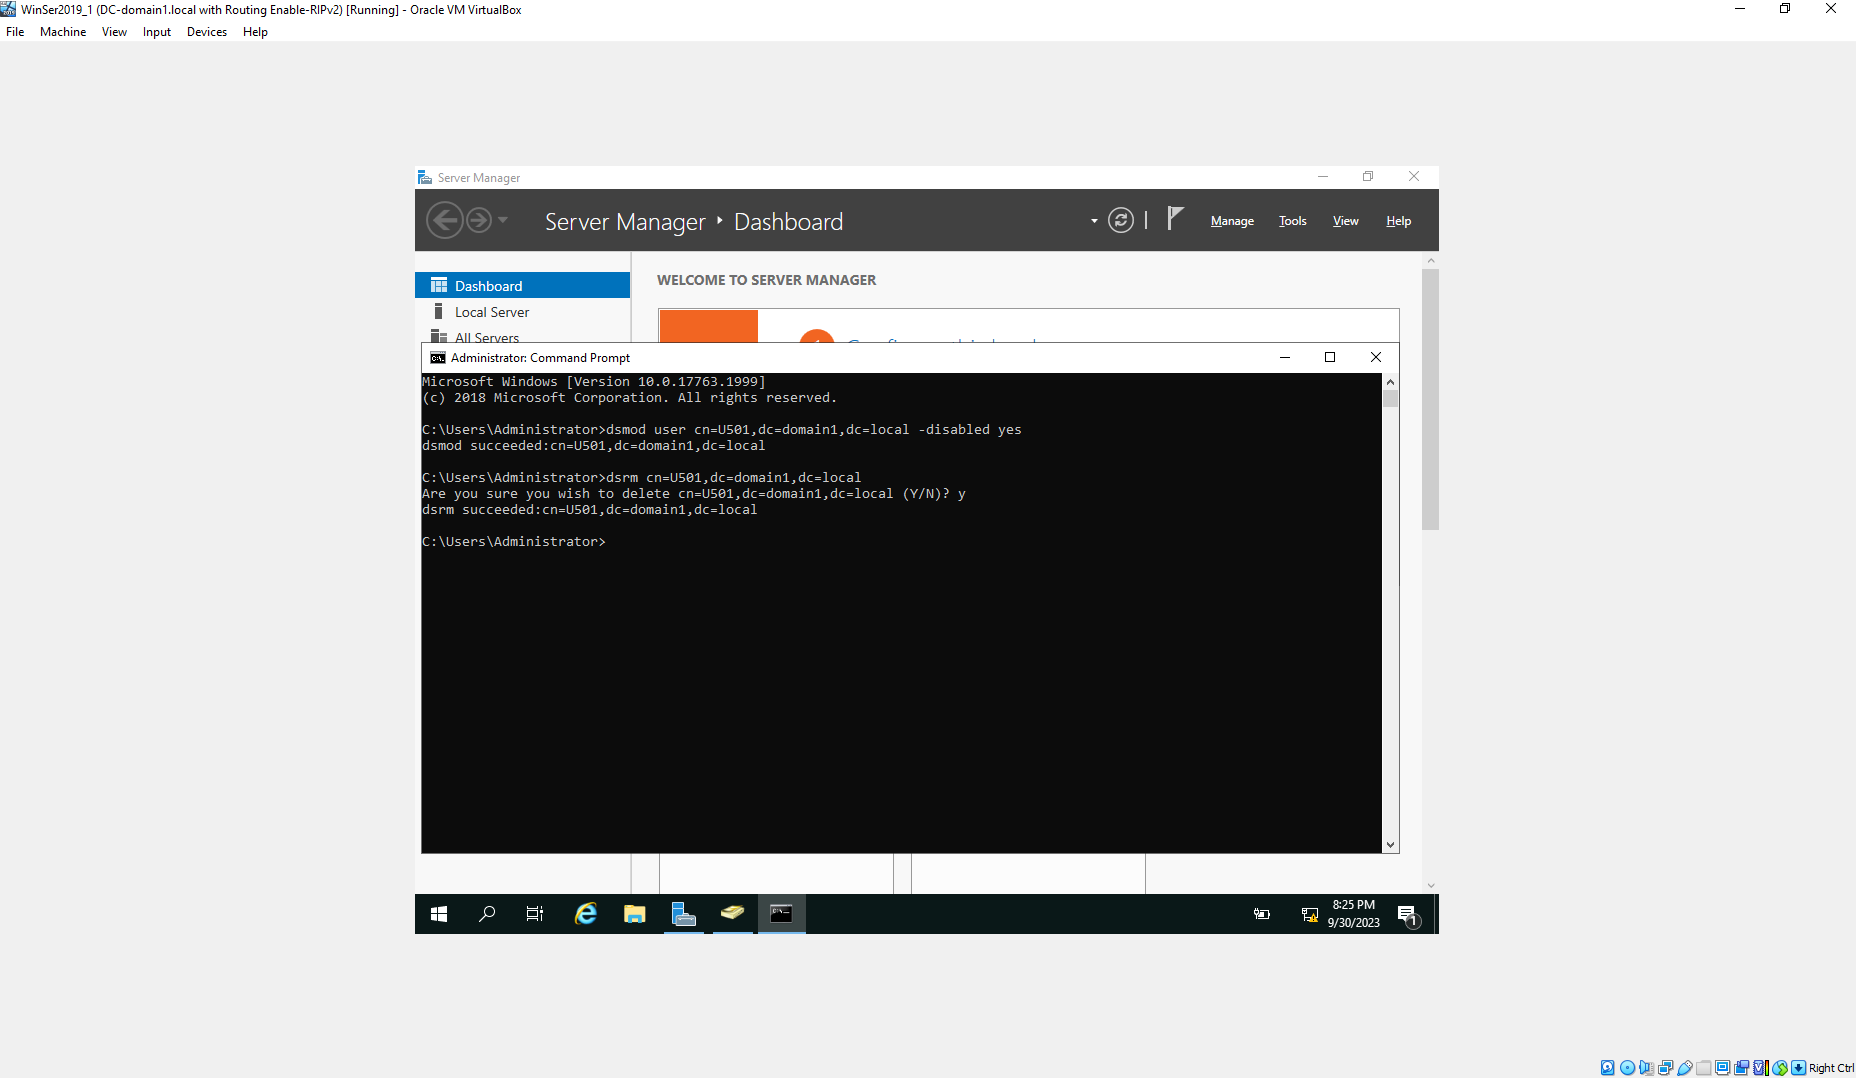 WinSer2019_1 (DC-domain1.local with Routing Enable-RIPv2) [Running] - Oracle VM VirtualBox
File Machine View Input Devices Help
Server Manager
Server Manager Dashboard
Manage Tools View Help
Dashboard
Local Server
All Servers
WELCOME TO SERVER MANAGER
Administrator: Command Prompt
Microsoft Windows [Version 10.0.17763.1999]
(c) 2018 Microsoft Corporation. All rights reserved.
C:\Users\Administrator>dsmod user cn=U501,dc=domain1,dc=local -disabled yes
dsmod succeeded:cn=U501,dc=domain1,dc=local
C:\Users\Administrator>dsrm cn=U501,dc=domain1,dc=local
Are you sure you wish to delete cn=U501,dc=domain1,dc=local (Y/N)? y
dsrm succeeded:cn=U501,dc=domain1,dc=local
C:\Users\Administrator>
8:25 PM
9/30/2023
1
Right Ctrl